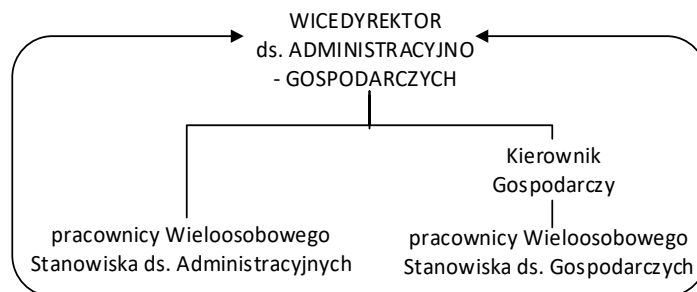 WICEDYREKTOR
ds. ADMINISTRACYJNO
- GOSPODARCZYCH
Kierownik
Gospodarczy
pracownicy Wieloosobowego
Stanowiska ds. Administracyjnych
pracownicy Wieloosobowego
Stanowiska ds. Gospodarczych